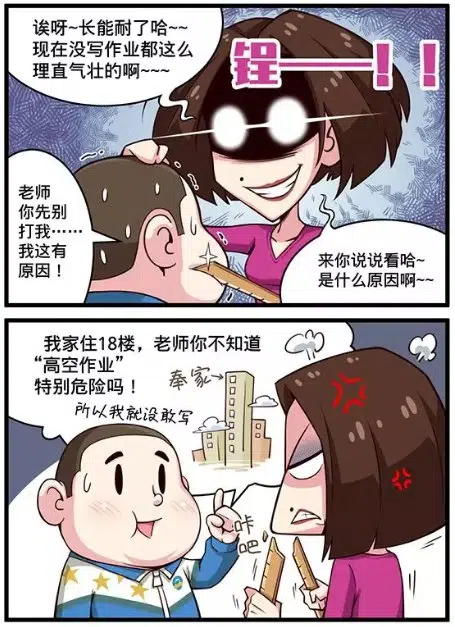 诶呀~长能耐了哈~~
现在没写作业都这么
理直气壮的啊~~~
锃——！！
老师
你先别
打我……
我这有
原因！
来你说说看哈~
是什么原因啊~~
我家住18楼，老师你不知道
“高空作业”
特别危险吗！
奉家→
所以我就没敢写
咔
吧